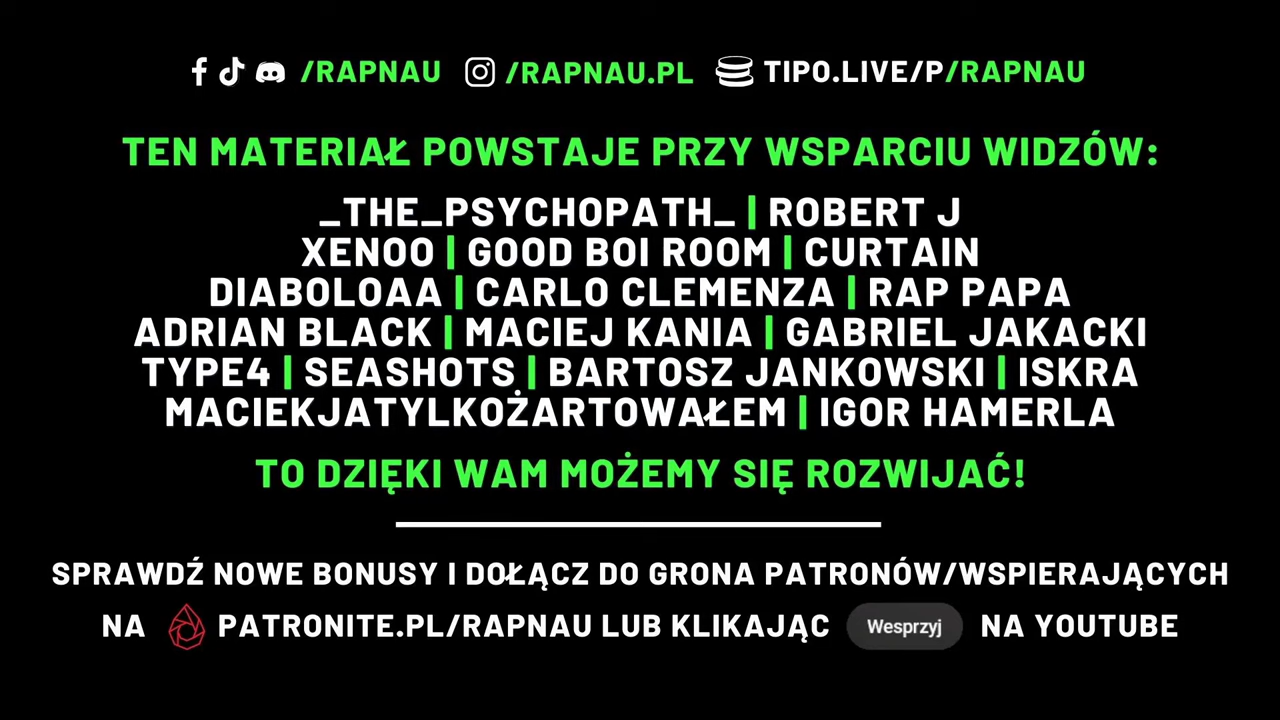 /RAPNAU /RAPNAU.PL TIPO.LIVE/P/RAPNAU
TEN MATERIAŁ POWSTAJE PRZY WSPARCIU WIDZÓW:
_THE_PSYCHOPATH_ | ROBERT J
XENOO | GOOD BOI ROOM | CURTAIN
DIABOLOAA | CARLO CLEMENZA | RAP PAPA
ADRIAN BLACK | MACIEJ KANIA | GABRIEL JAKACKI
TYPE4 | SEASHOTS | BARTOSZ JANKOWSKI | ISKRA
MACIEKJATYLKOŻARTOWAŁEM | IGOR HAMERLA
TO DZIĘKI WAM MOŻEMY SIĘ ROZWIJAĆ!
SPRAWDŹ NOWE BONUSY I DOŁĄCZ DO GRONA PATRONÓW/WSPIERAJĄCYCH
NA PATRONITE.PL/RAPNAU LUB KLIKAJĄC Wesprzyj NA YOUTUBE